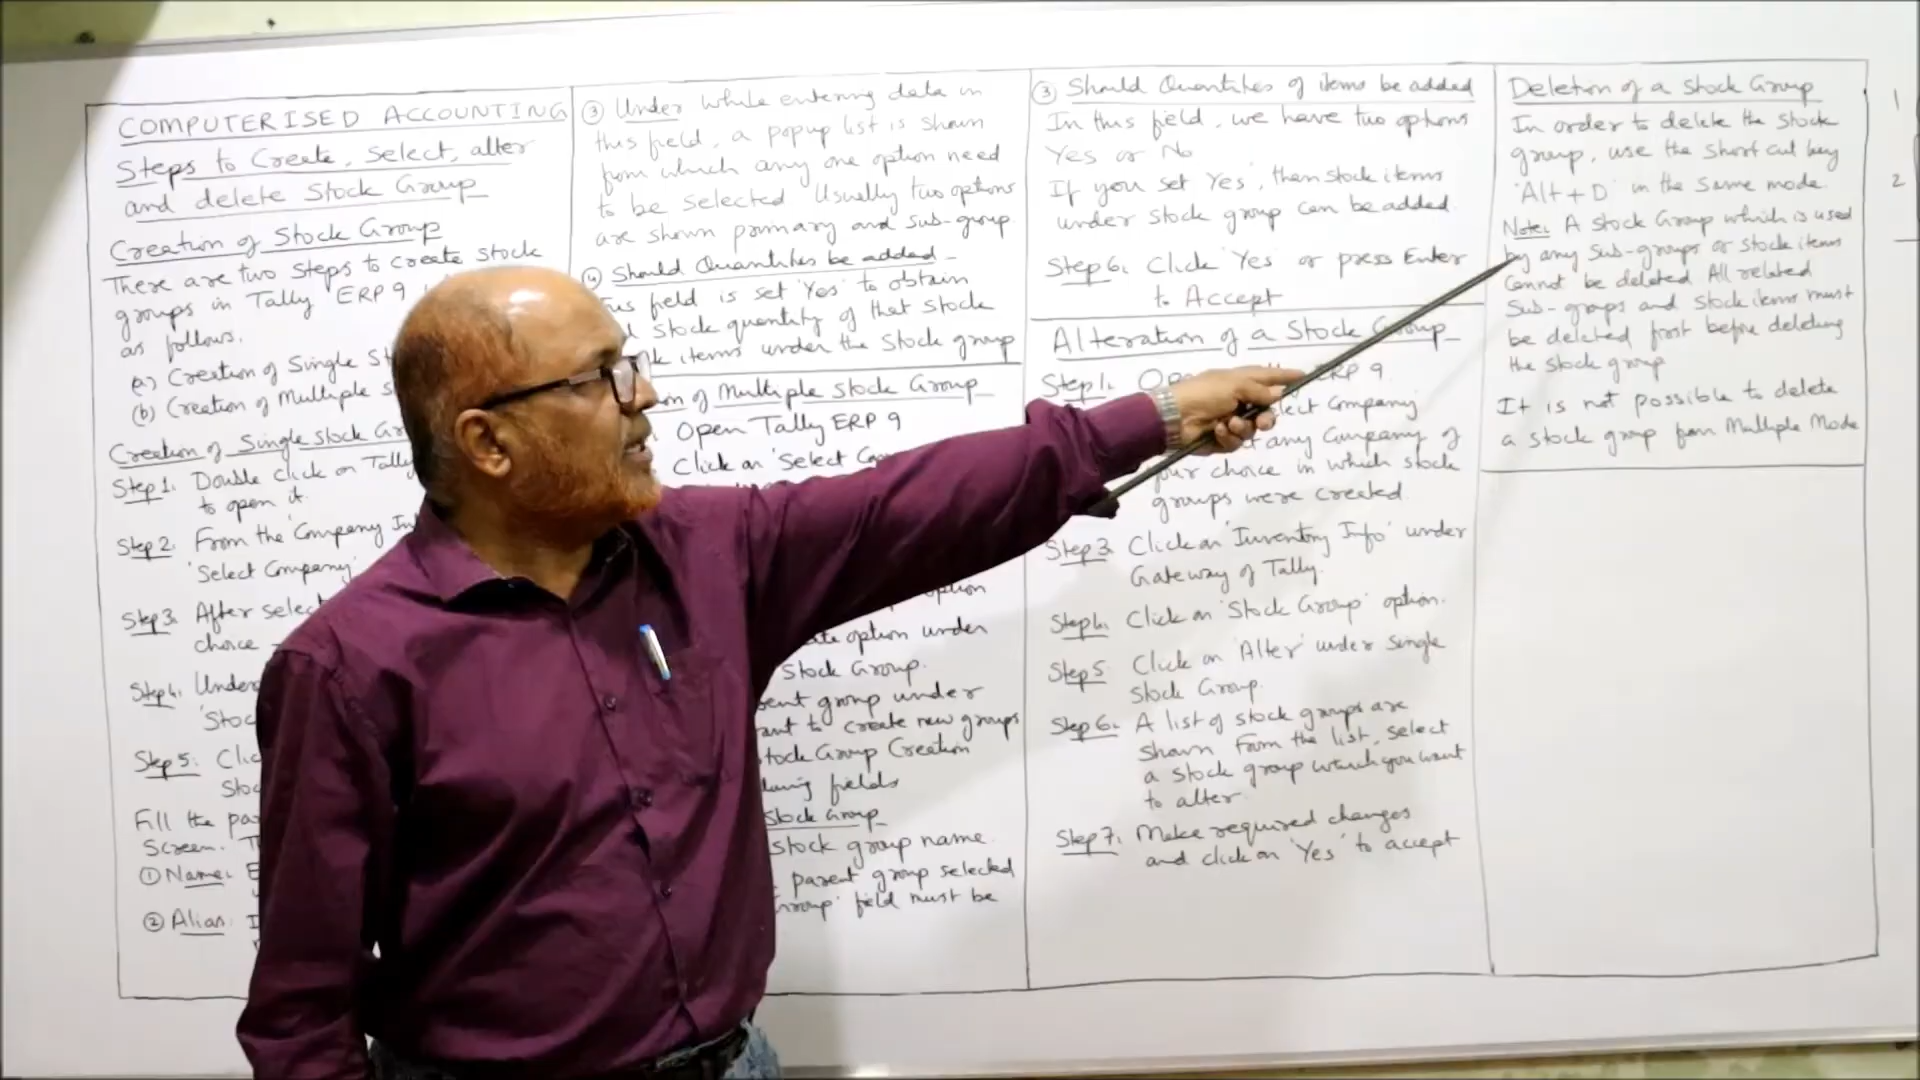 COMPUTERISED ACCOUNTING
Steps to Create, Select, alter
and delete Stock Group
Creation of Stock Group
There are two steps to create stock
groups in Tally ERP 9
as follows.
(a) Creation of Single
(b) Creation of Multiple
Creation of Single stock
Step 1. Double click on Tally
to open it.
Step 2. From the 'Company
'Select Company'
Step 3. After
choice
Step 4. Under
Step 5. 
Fill the
Screen.
① Name:
② Alias:
③ Under while entering data in
this field, a popup list is shown
from which any one option need
to be selected Usually two options
are shown primary and sub-group.
④ Should Quantities be added
field is set 'Yes' to obtain
stock quantity of that stock
items under the stock group
of Multiple Stock Group
Open Tally ERP 9
Click on 'Select
option
option under
Stock Group.
group under
to create new groups
Group Creation
fields
Stock Group
stock group name.
parent group selected
field must be
③ Should Quantities of items be added
In this field, we have two options
Yes or No
If you set 'Yes', then stock items
under stock group can be added.
Step 6. Click 'Yes' or press Enter
to Accept
Alteration of a Stock Group
Step 1. ERP 9.
Company
any Company of
choice in which stock
groups were created
Step 3. Click on 'Inventory Info' under
Gateway of Tally.
Step 4. Click on 'Stock Group' option.
Step 5 Click on 'Alter' under Single
Stock Group.
Step 6. A list of stock groups are
shown From the list, select
a stock group which you want
to alter.
Step 7. Make required changes
and click on 'Yes' to accept
Deletion of a Stock Group
In order to delete the stock
group, use the short cut key
'Alt + D' in the same mode.
Note: A Stock Group which is used
by any Sub-groups or stock items
cannot be deleted. All related
Sub-groups and stock items must
be deleted first before deleting
the stock group
It is not possible to delete
a stock group from Multiple Mode
1
2